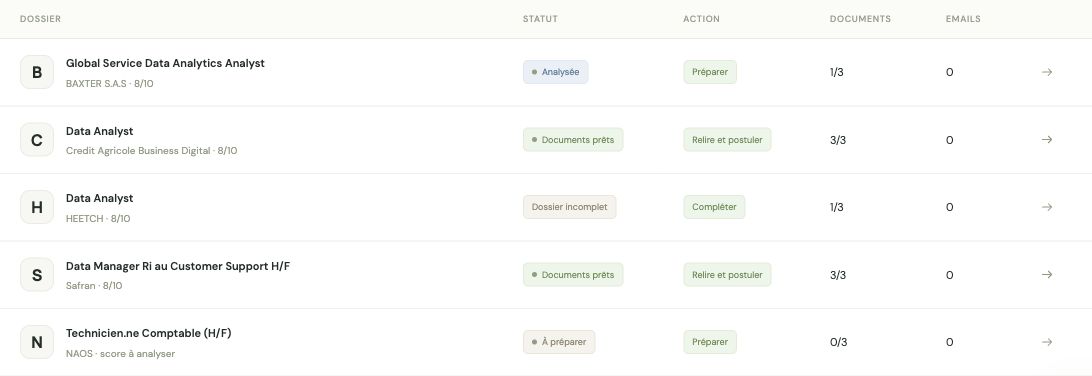 DOSSIER STATUT ACTION DOCUMENTS EMAILS
B Global Service Data Analytics Analyst Analysée Préparer 1/3 0 →
BAXTER S.A.S · 8/10
C Data Analyst Documents prêts Relire et postuler 3/3 0 →
Credit Agricole Business Digital · 8/10
H Data Analyst Dossier incomplet Compléter 1/3 0 →
HEETCH · 8/10
S Data Manager Ri au Customer Support H/F Documents prêts Relire et postuler 3/3 0 →
Safran · 8/10
N Technicien.ne Comptable (H/F) À préparer Préparer 0/3 0 →
NAOS · score à analyser